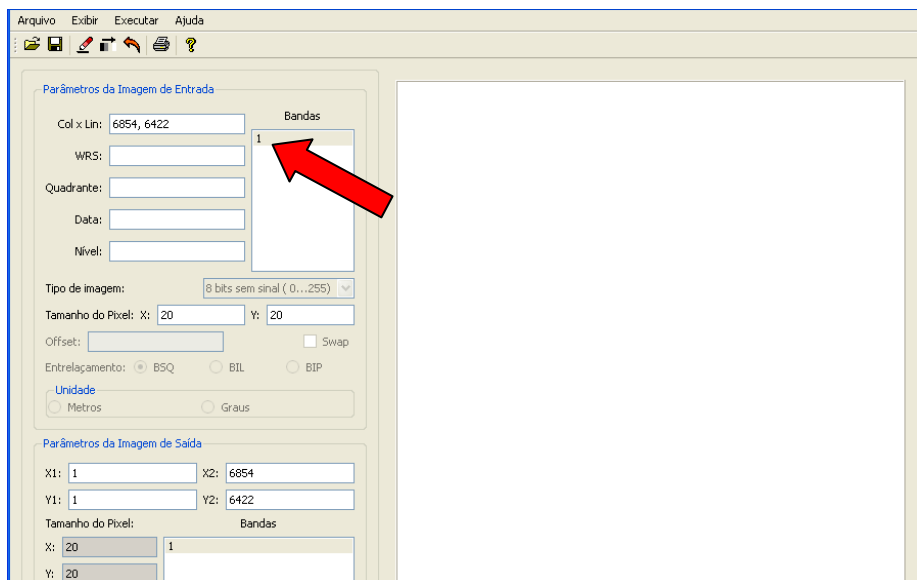 Arquivo Exibir Executar Ajuda
Parâmetros da Imagem de Entrada
Col x Lin: 6854, 6422
Bandas
1
WRS:
Quadrante:
Data:
Nível:
Tipo de imagem: 8 bits sem sinal ( 0...255)
Tamanho do Pixel: X: 20 Y: 20
Offset: Swap
Entrelaçamento: BSQ BIL BIP
Unidade
Metros Graus
Parâmetros da Imagem de Saída
X1: 1 X2: 6854
Y1: 1 Y2: 6422
Tamanho do Pixel: Bandas
X: 20 1
Y: 20